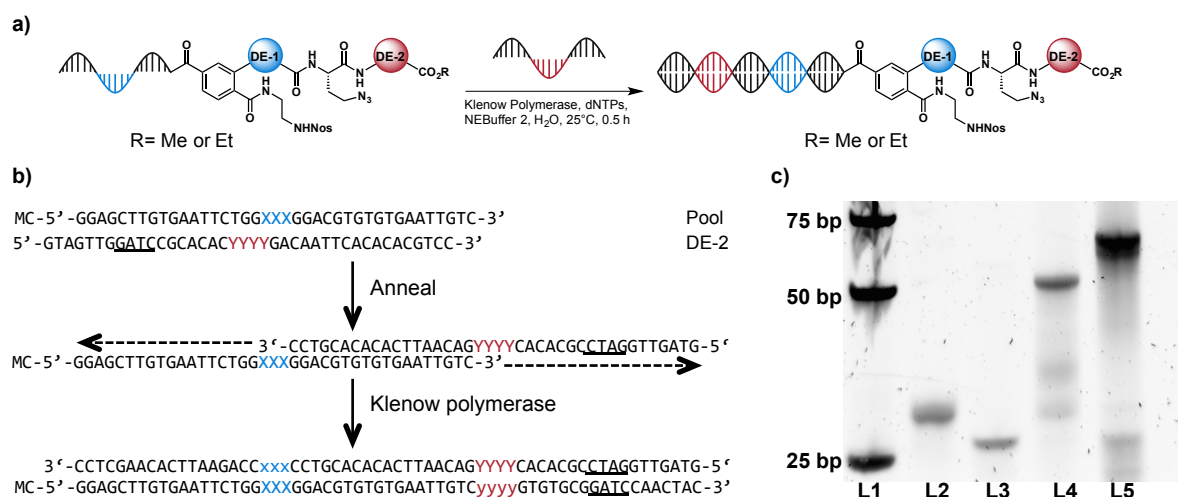 a)
DE-1
DE-2
O
O
O
H
N
N
H
CO₂R
NH
N₃
O
NHNos
R= Me or Et
Klenow Polymerase, dNTPs,
NEBuffer 2, H₂O, 25°C, 0.5 h
O
DE-1
DE-2
O
O
H
N
N
H
CO₂R
NH
N₃
O
NHNos
R= Me or Et
b)
MC-5’-GGAGCTTGTGAATTCTGGXXXGGACGTGTGTGAATTGTC-3’ Pool
5’-GTAGTTGGATCCGCACACYYYYGACAATTCACACACGTCC-3’ DE-2
Anneal
3‘-CCTGCACACACTTAACAGYYYYCACACGCCTAGGTTGATG-5‘
MC-5’-GGAGCTTGTGAATTCTGGXXXGGACGTGTGTGAATTGTC-3’
Klenow polymerase
3‘-CCTCGAACACTTAAGACCxxxCCTGCACACACTTAACAGYYYYCACACGCCTAGGTTGATG-5‘
MC-5’-GGAGCTTGTGAATTCTGGXXXGGACGTGTGTGAATTGTCyyyyGTGTGCGGATCCAACTAC-3’
c)
75 bp
50 bp
25 bp
L1 L2 L3 L4 L5